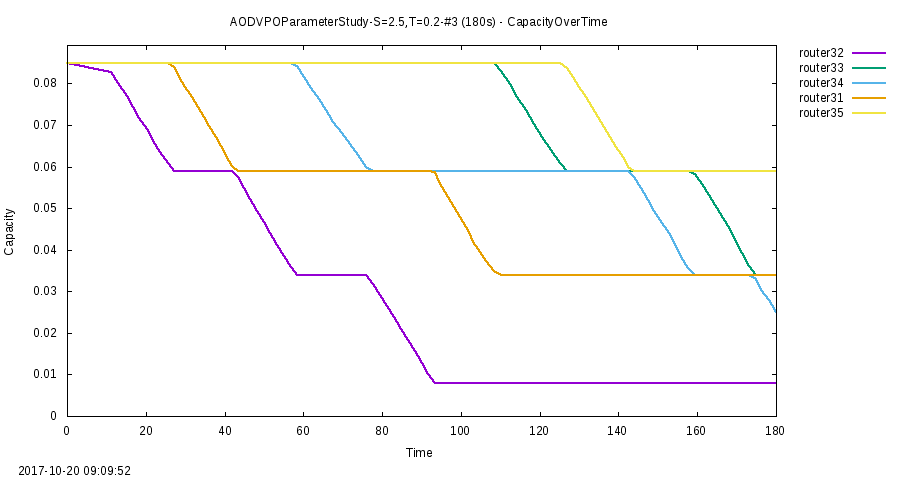 AODVPOParameterStudy-S=2.5,T=0.2-#3 (180s) - CapacityOverTime
router32
router33
router34
router31
router35
0.08
0.07
0.06
0.05
0.04
0.03
0.02
0.01
0
Capacity
0 20 40 60 80 100 120 140 160 180
Time
2017-10-20 09:09:52